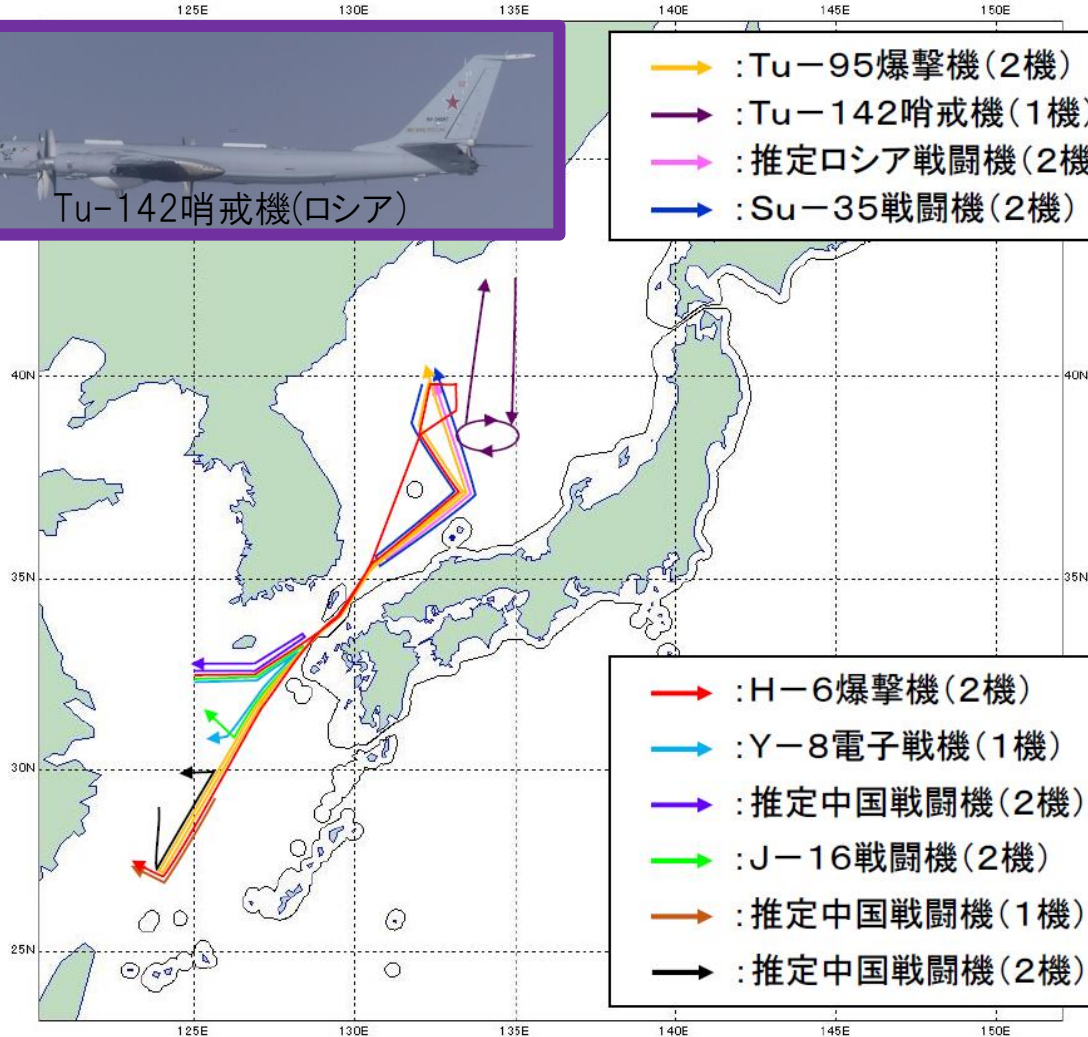 125E 130E 135E 140E 145E 150E
Tu-142哨戒機(ロシア)
:Tu-95爆撃機(2機)
:Tu-142哨戒機(1機)
:推定ロシア戦闘機(2機
:Su-35戦闘機(2機)
40N 40N
35N 35N
:H-6爆撃機(2機)
:Y-8電子戦機(1機)
:推定中国戦闘機(2機)
:J-16戦闘機(2機)
:推定中国戦闘機(1機)
:推定中国戦闘機(2機)
30N
25N
125E 130E 135E 140E 145E 150E